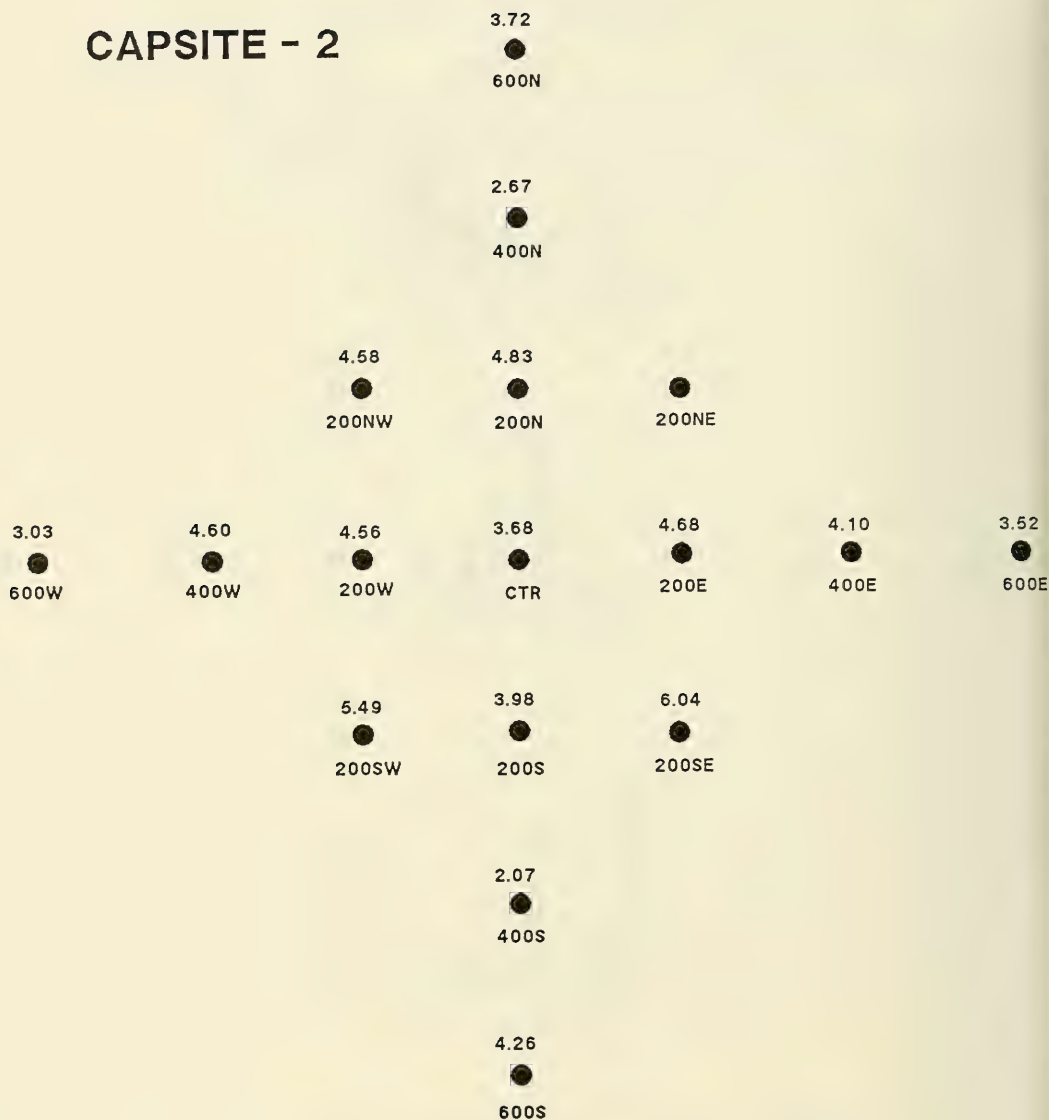 3.72
CAPSITE - 2
600N
2.67
400N
4.58 4.83
200NW 200N 200NE
3.03 4.60 4.56 3.68 4.68 4.10 3.52
600W 400W 200W CTR 200E 400E 600E
5.49 3.98 6.04
200SW 200S 200SE
2.07
400S
4.26
600S